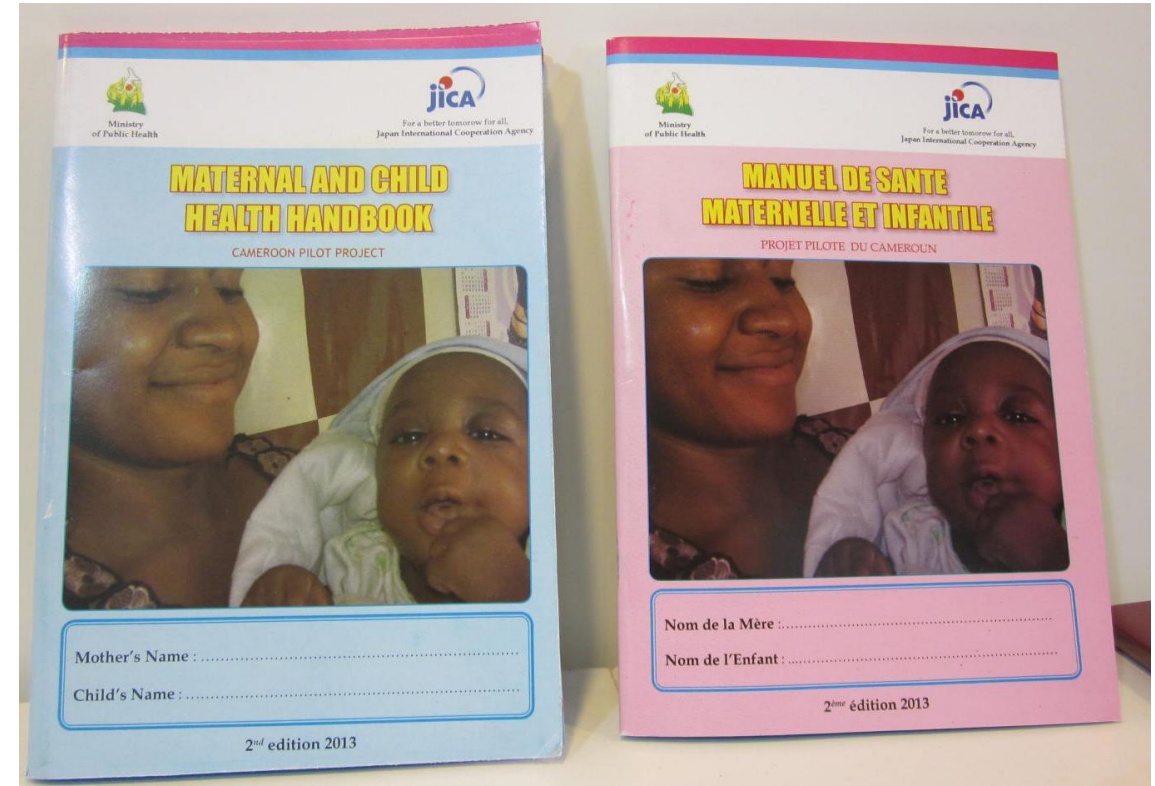 Ministry
of Public Health
jICA
For a better tomorow for all,
Japan International Cooperation Agency
MATERNAL AND CHILD
HEALTH HANDBOOK
CAMEROON PILOT PROJECT
Mother's Name :
Child's Name :
2nd edition 2013
Ministry
of Public Health
jICA
For a better tomorow for all,
Japan International Cooperation Agency
MANUEL DE SANTE
MATERNELLE ET INFANTILE
PROJET PILOTE DU CAMEROUN
Nom de la Mère :
Nom de l'Enfant :
2ème édition 2013